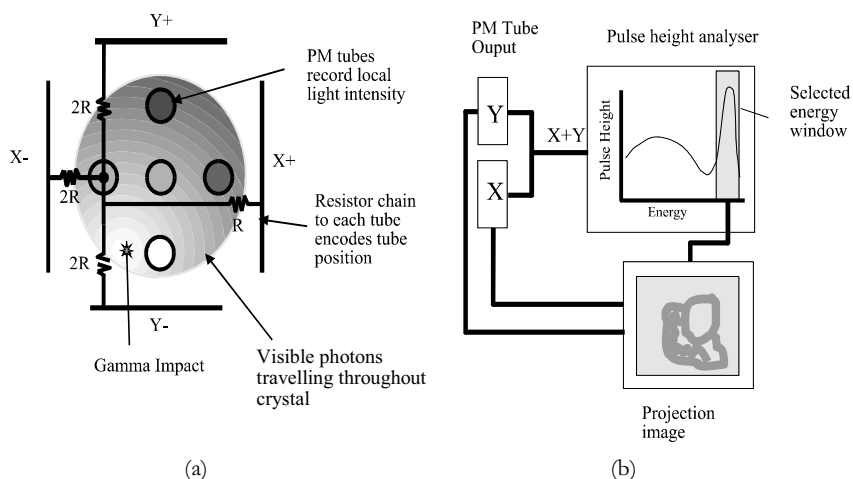 Y+
PM tubes
record local
light intensity
2R
X-
X+
2R
R
Resistor chain
to each tube
encodes tube
position
2R
Y-
Gamma Impact
Visible photons
travelling throughout
crystal
(a)
PM Tube
Ouput
Pulse height analyser
Y
X
X+Y
Pulse Height
Energy
Selected
energy
window
Projection
image
(b)